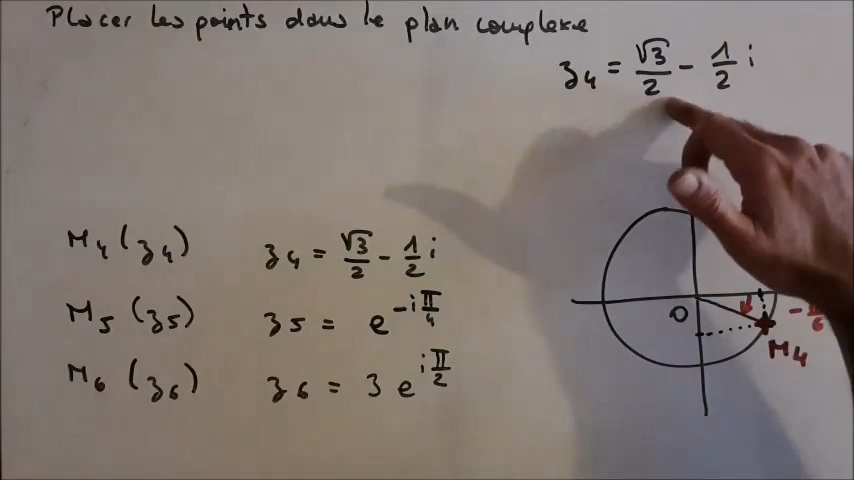 Placer les points dans le plan complexe
z₄ = √3/2 - 1/2 i
M₄ (z₄) z₄ = √3/2 - 1/2 i
M₅ (z₅) z₅ = e^(-iπ/4)
M₆ (z₆) z₆ = 3 e^(iπ/2)
O
-π/6
M₄